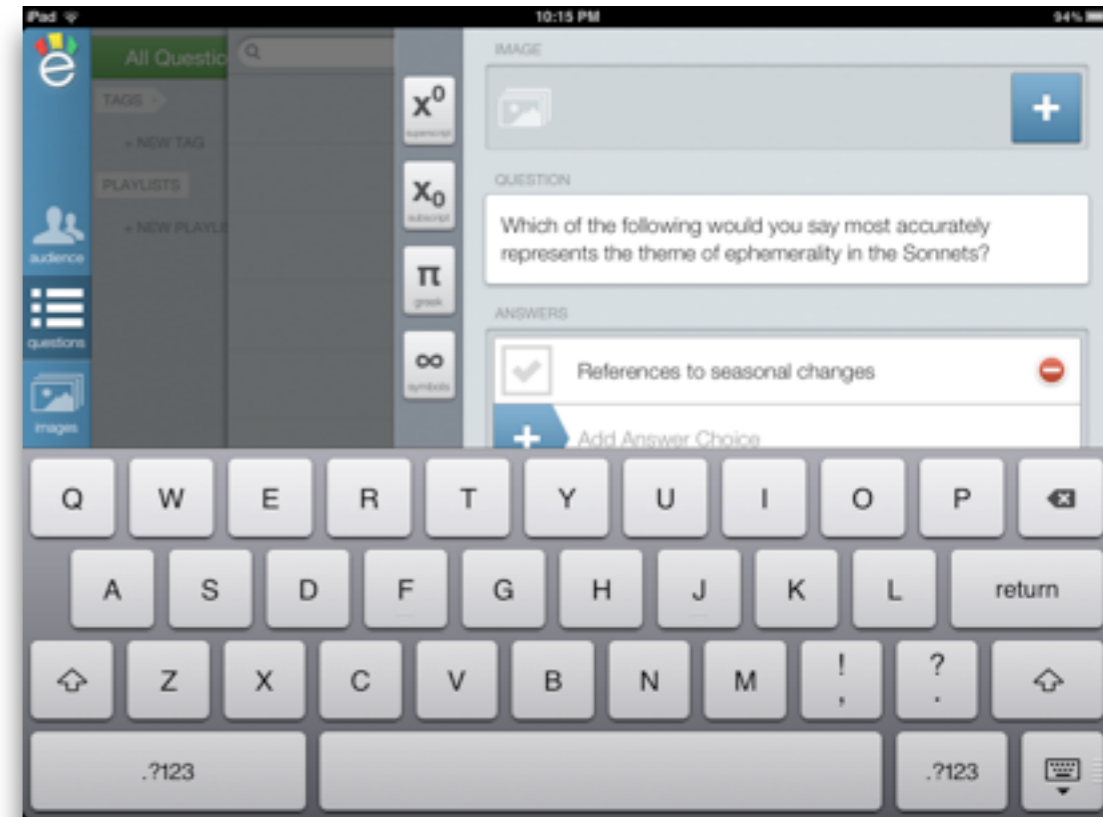 iPad 10:15 PM 94%
e
All Questio
TAGS
+ NEW TAG
PLAYLISTS
+ NEW PLAYLI
audience
questions
images
x⁰
superscript
x₀
subscript
π
greek
∞
symbols
IMAGE
+
QUESTION
Which of the following would you say most accurately
represents the theme of ephemerality in the Sonnets?
ANSWERS
References to seasonal changes
+ Add Answer Choice
Q W E R T Y U I O P
A S D F G H J K L return
Z X C V B N M ! , ? .
.?123 .?123